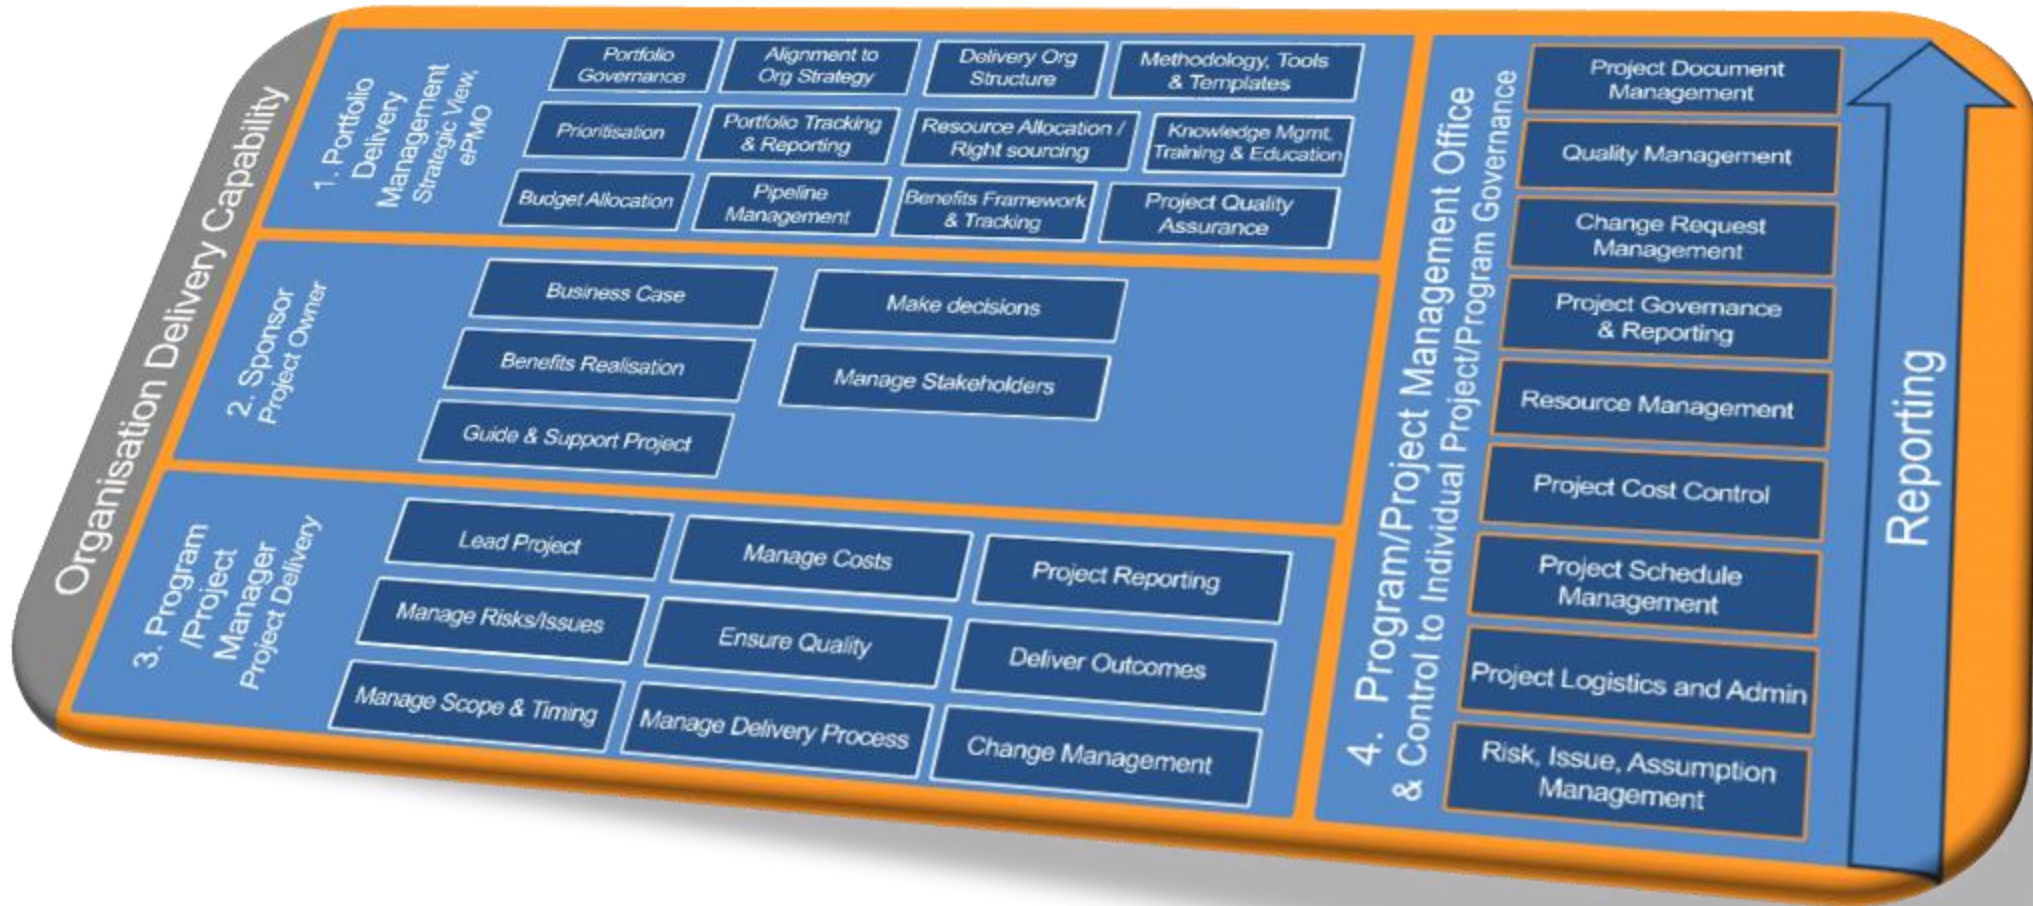 Organisation Delivery Capability
1. Portfolio
Delivery
Management
Strategic View,
ePMO
Portfolio
Governance
Alignment to
Org Strategy
Delivery Org
Structure
Methodology, Tools
& Templates
Prioritisation
Portfolio Tracking
& Reporting
Resource Allocation /
Right sourcing
Knowledge Mgmt,
Training & Education
Budget Allocation
Pipeline
Management
Benefits Framework
& Tracking
Project Quality
Assurance
2. Sponsor
Project Owner
Business Case
Make decisions
Benefits Realisation
Manage Stakeholders
Guide & Support Project
3. Program
/Project
Manager
Project Delivery
Lead Project
Manage Costs
Project Reporting
Manage Risks/Issues
Ensure Quality
Deliver Outcomes
Manage Scope & Timing
Manage Delivery Process
Change Management
4. Program/Project Management Office
& Control to Individual Project/Program Governance
Project Document
Management
Quality Management
Change Request
Management
Project Governance
& Reporting
Resource Management
Project Cost Control
Project Schedule
Management
Project Logistics and Admin
Risk, Issue, Assumption
Management
Reporting